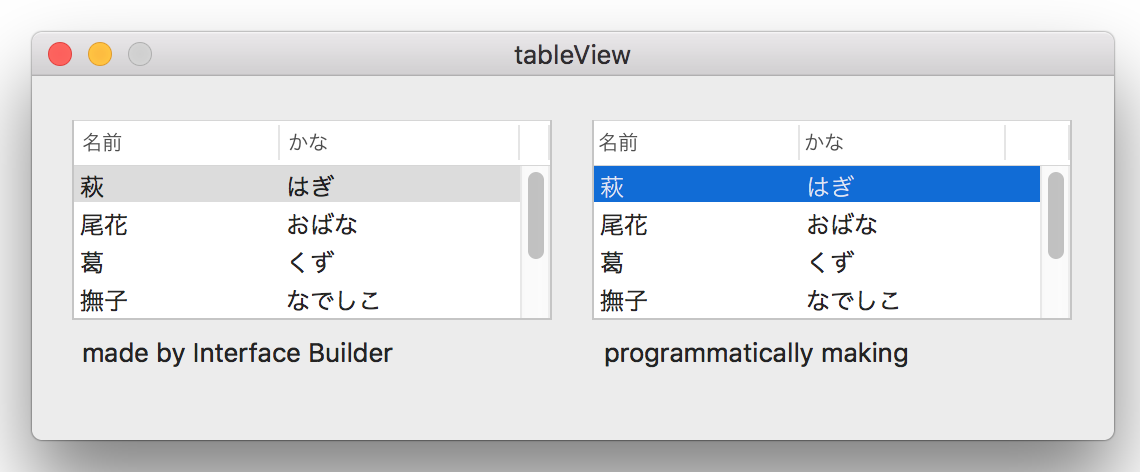 tableView
名前 かな
萩 はぎ
尾花 おばな
葛 くず
撫子 なでしこ
made by Interface Builder
名前 かな
萩 はぎ
尾花 おばな
葛 くず
撫子 なでしこ
programmatically making